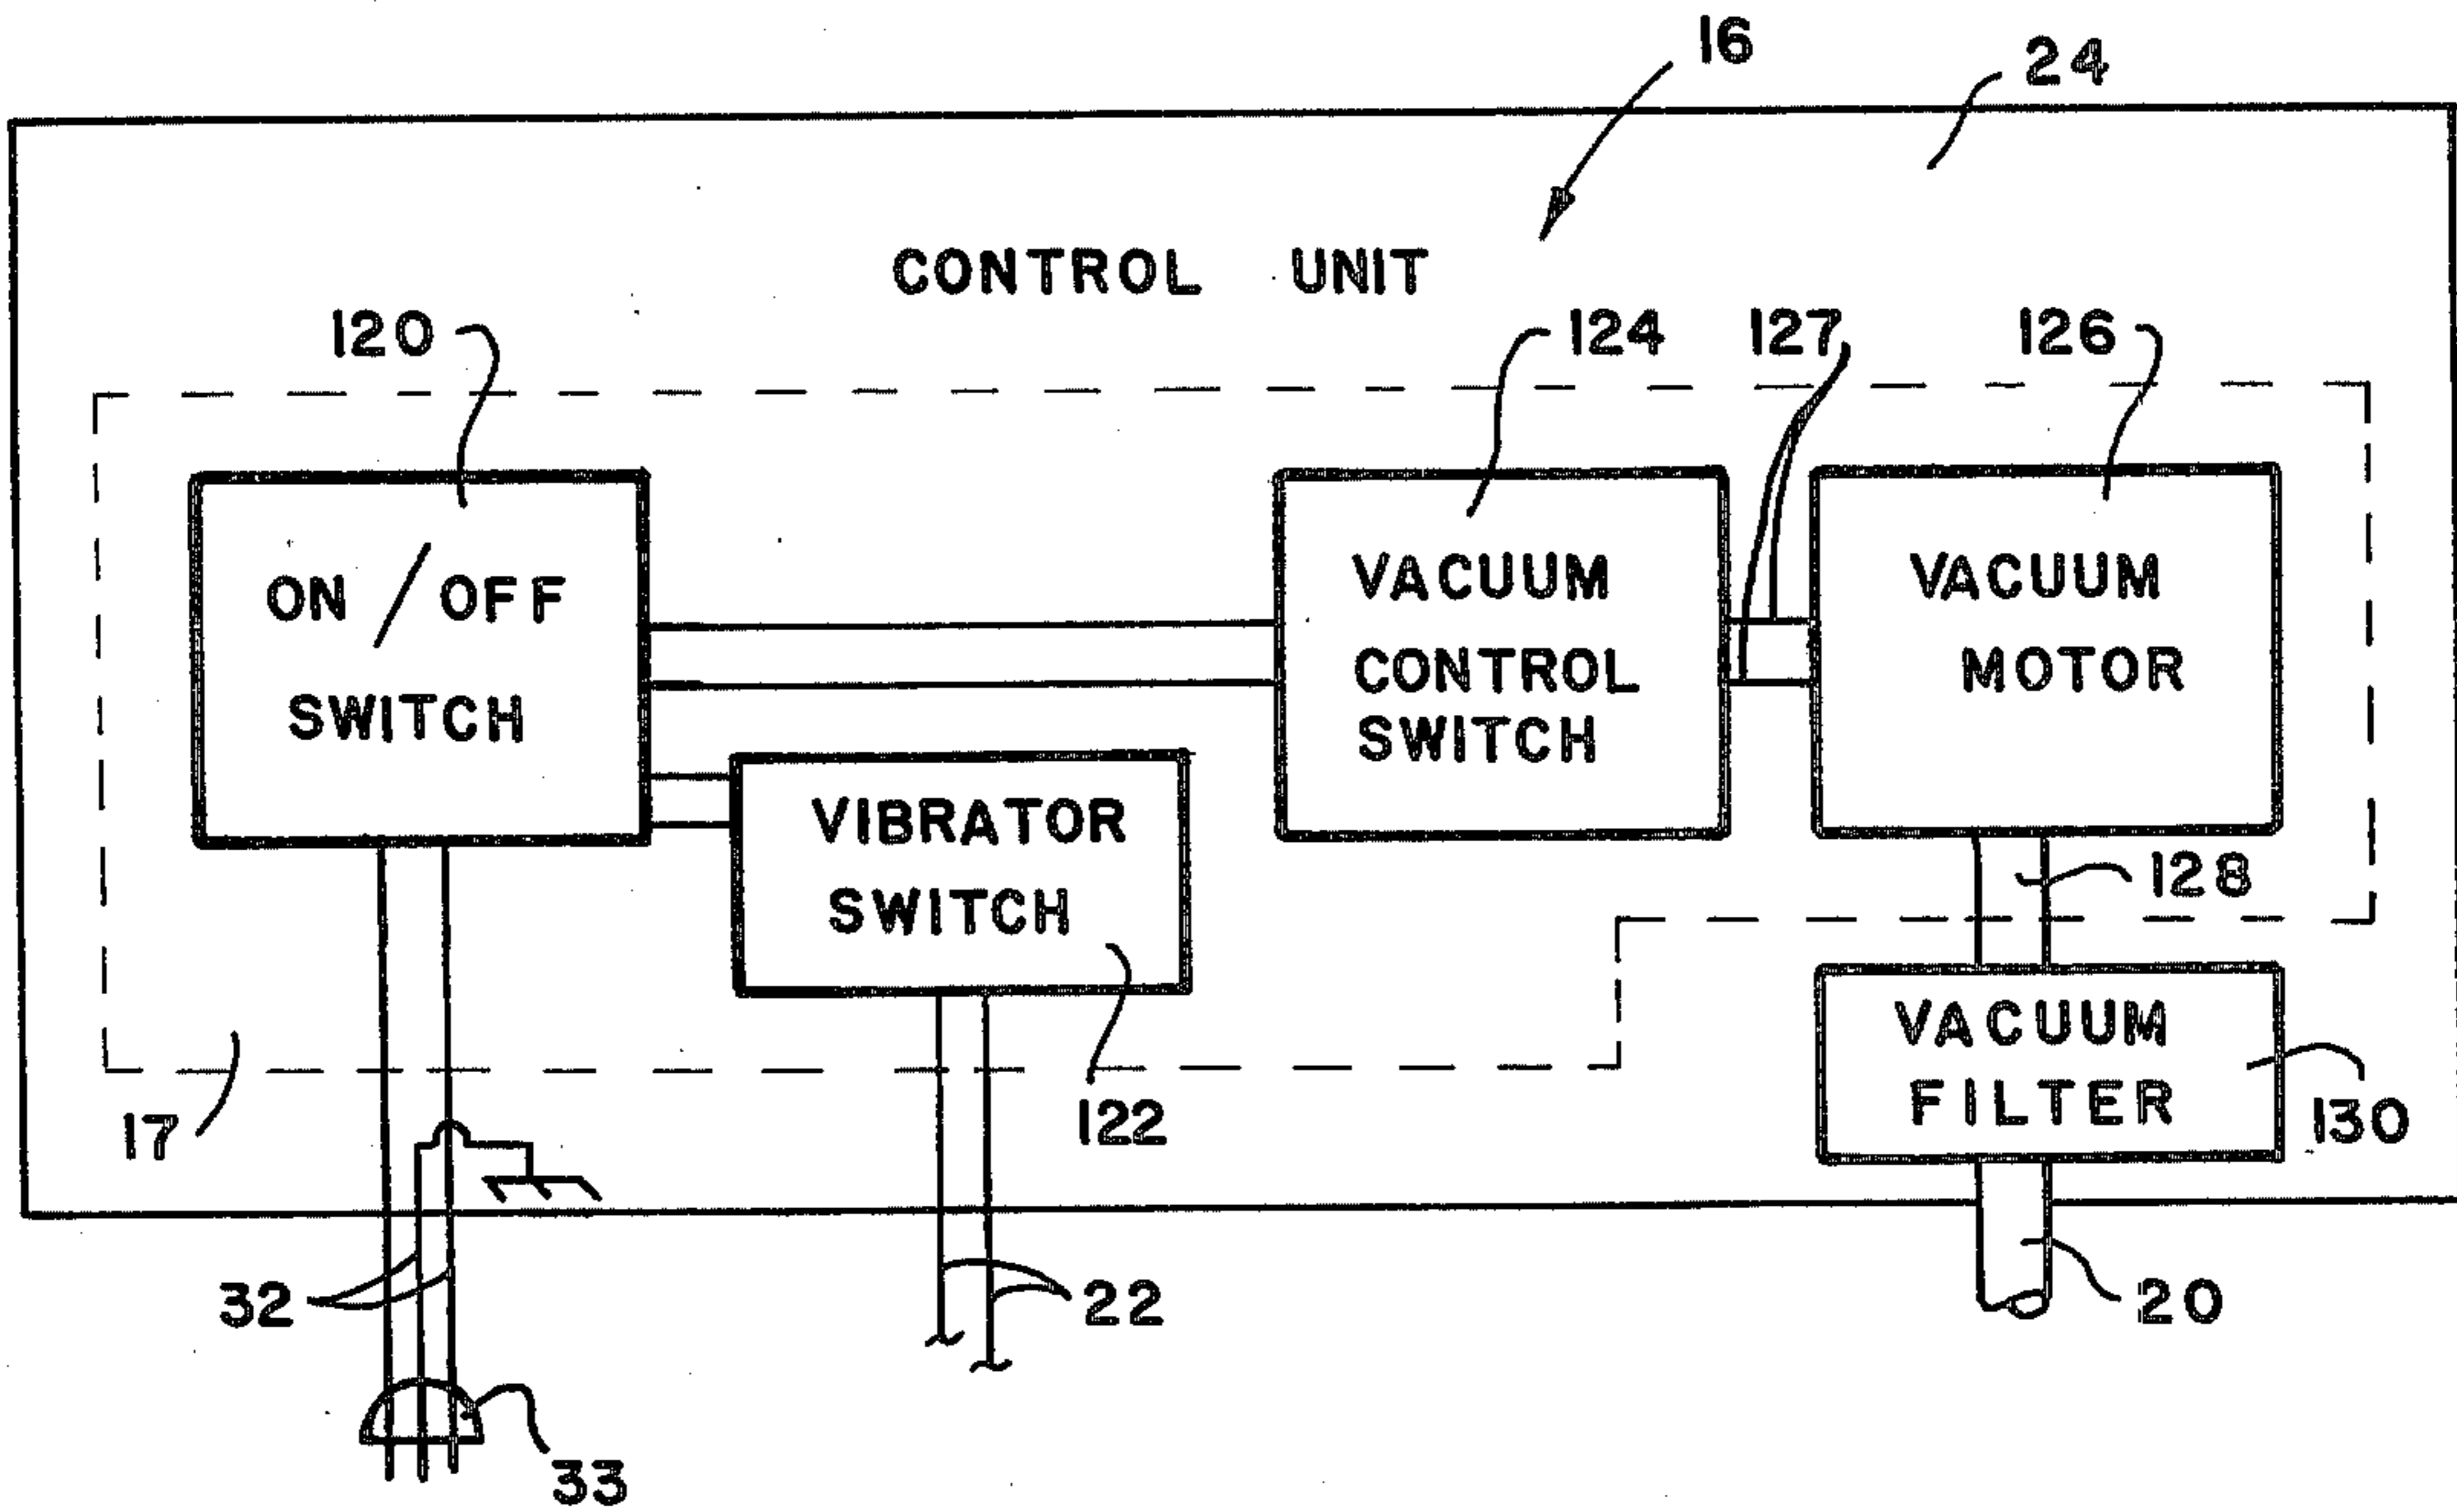 16
24
CONTROL UNIT
120
124
127
126
ON / OFF
SWITCH
VACUUM
CONTROL
SWITCH
VACUUM
MOTOR
VIBRATOR
SWITCH
128
VACUUM
FILTER
17
122
130
32
22
20
33